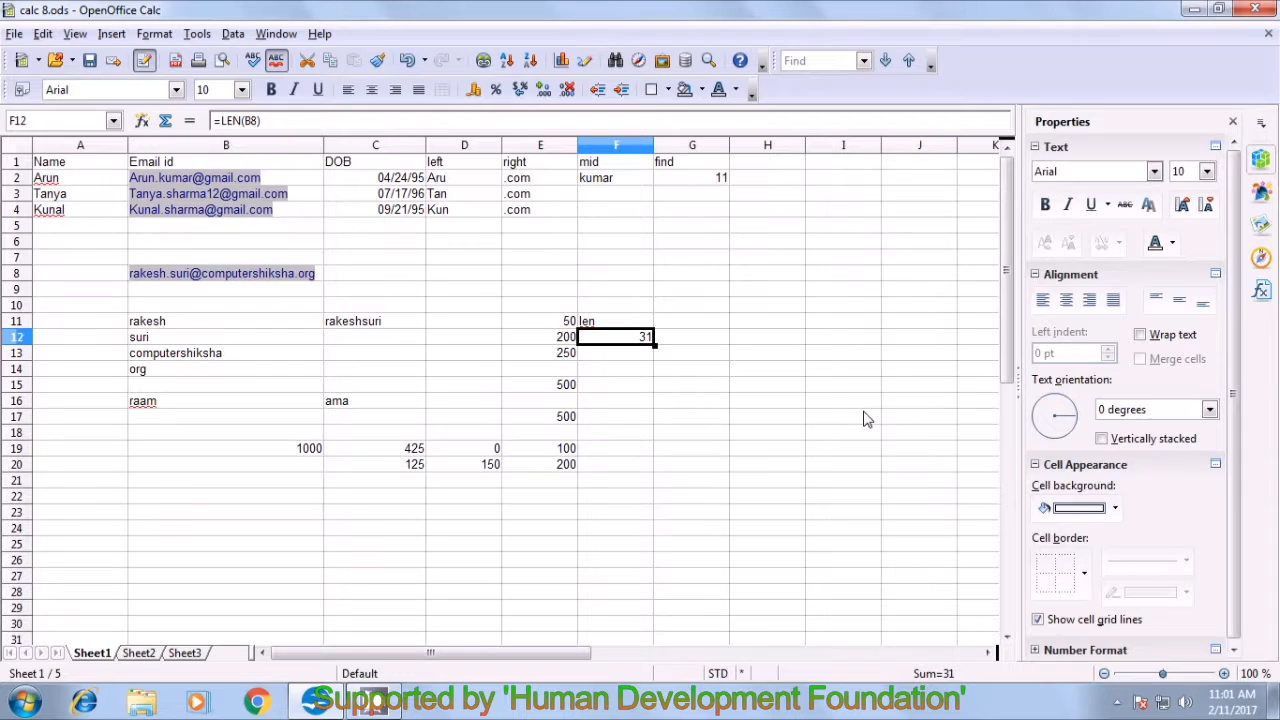 calc 8.ods - OpenOffice Calc
File Edit View Insert Format Tools Data Window Help
Find
Arial 10
F12 =LEN(B8)
Properties
A B C D E F G H I J K
1 Name Email id DOB left right mid find
2 Arun Arun.kumar@gmail.com 04/24/95 Aru .com kumar 11
3 Tanya Tanya.sharma12@gmail.com 07/17/96 Tan .com
4 Kunal Kunal.sharma@gmail.com 09/21/95 Kun .com
5
6
7
8 rakesh.suri@computershiksha.org
9
10
11 rakesh rakeshsuri 50 len
12 suri 200 31
13 computershiksha 250
14 org
15 500
16 raam ama
17 500
18
19 1000 425 0 100
20 125 150 200
21
22
23
24
25
26
27
28
29
30
31
Text
Arial 10
B I U ABC AA
Alignment
Left indent: Wrap text
0 pt Merge cells
Text orientation:
0 degrees
Vertically stacked
Cell Appearance
Cell background:
Cell border:
Show cell grid lines
Number Format
Sheet1 Sheet2 Sheet3
Sheet 1 / 5 Default STD * Sum=31 100 %
Supported by 'Human Development Foundation'
11:01 AM
2/11/2017